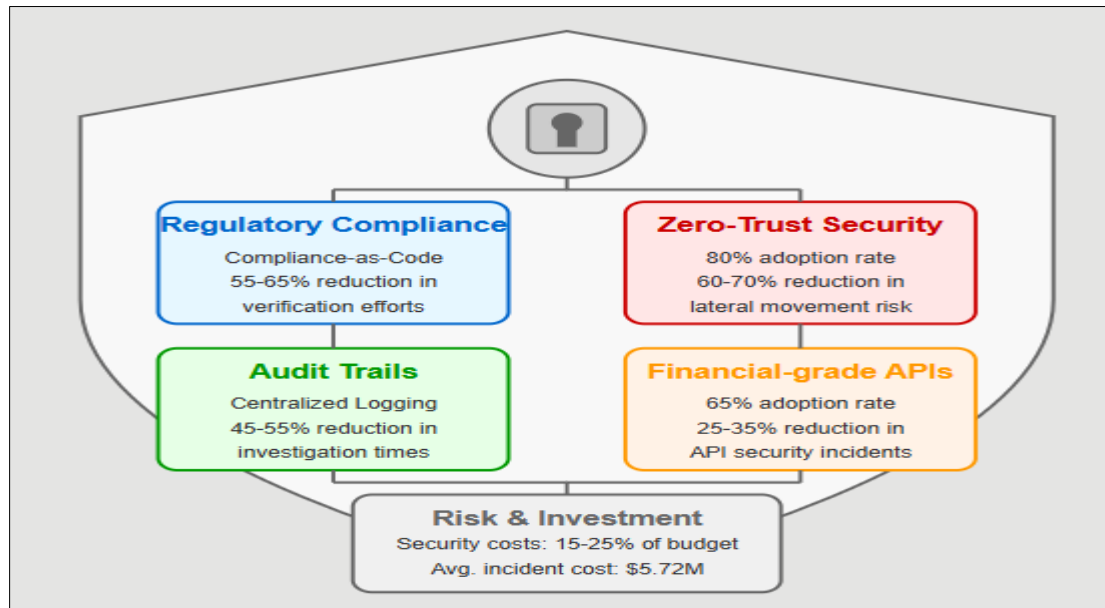 Regulatory Compliance
Compliance-as-Code
55-65% reduction in
verification efforts
Zero-Trust Security
80% adoption rate
60-70% reduction in
lateral movement risk
Audit Trails
Centralized Logging
45-55% reduction in
investigation times
Financial-grade APIs
65% adoption rate
25-35% reduction in
API security incidents
Risk & Investment
Security costs: 15-25% of budget
Avg. incident cost: $5.72M